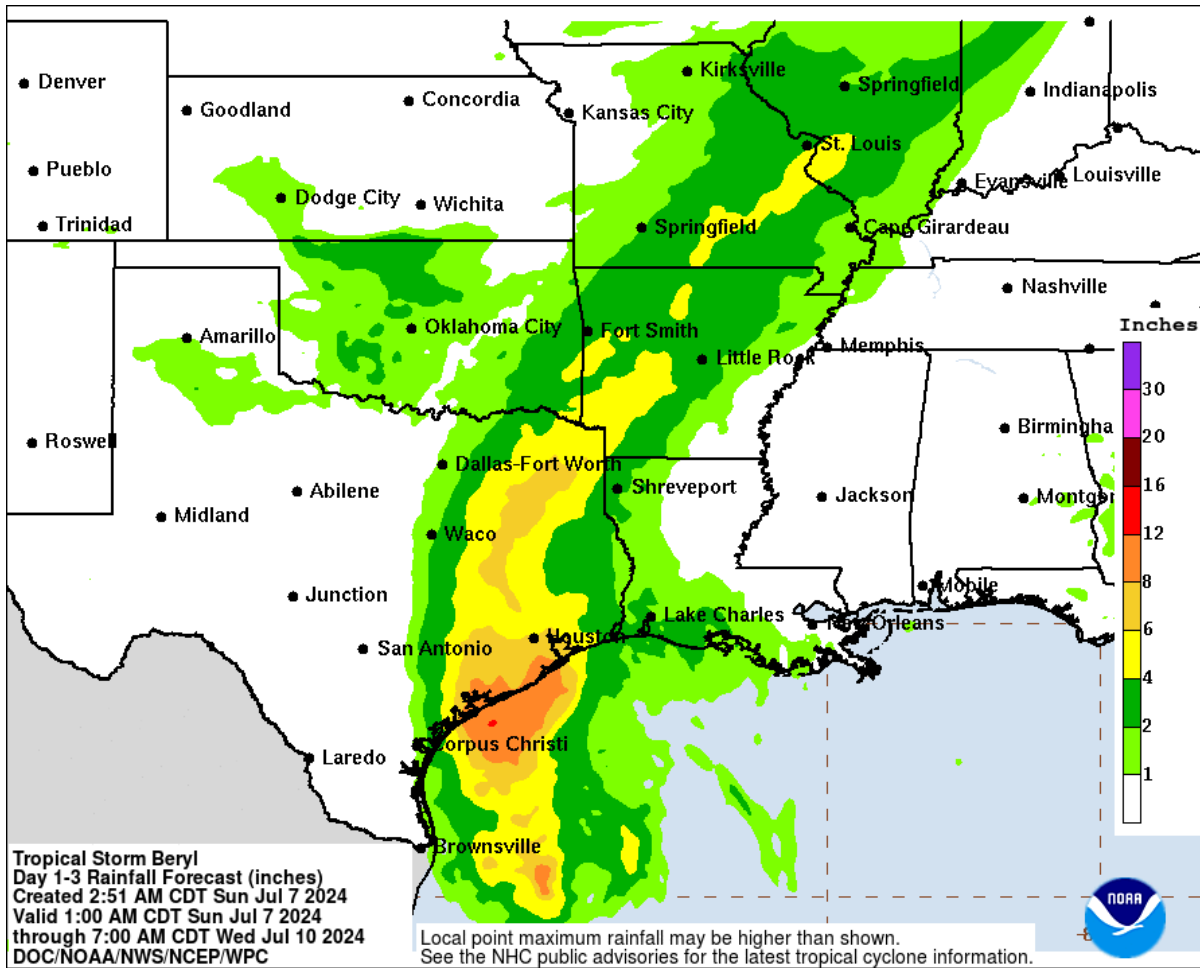 Denver
Goodland
Concordia
Kirksville
Springfield
Indianapolis
Kansas City
St. Louis
Pueblo
Dodge City
Wichita
Evansville
Louisville
Trinidad
Springfield
Cape Girardeau
Nashville
Amarillo
Oklahoma City
Fort Smith
Little Rock
Memphis
Roswell
Dallas-Fort Worth
Birmingha
Abilene
Shreveport
Jackson
Montgor
Midland
Waco
Junction
Lake Charles
Mobile
New Orleans
San Antonio
Houston
Laredo
Corpus Christi
Brownsville
Inches
30
20
16
12
8
6
4
2
1
Tropical Storm Beryl
Day 1-3 Rainfall Forecast (inches)
Created 2:51 AM CDT Sun Jul 7 2024
Valid 1:00 AM CDT Sun Jul 7 2024
through 7:00 AM CDT Wed Jul 10 2024
DOC/NOAA/NWS/NCEP/WPC
Local point maximum rainfall may be higher than shown.
See the NHC public advisories for the latest tropical cyclone information.
NOAA